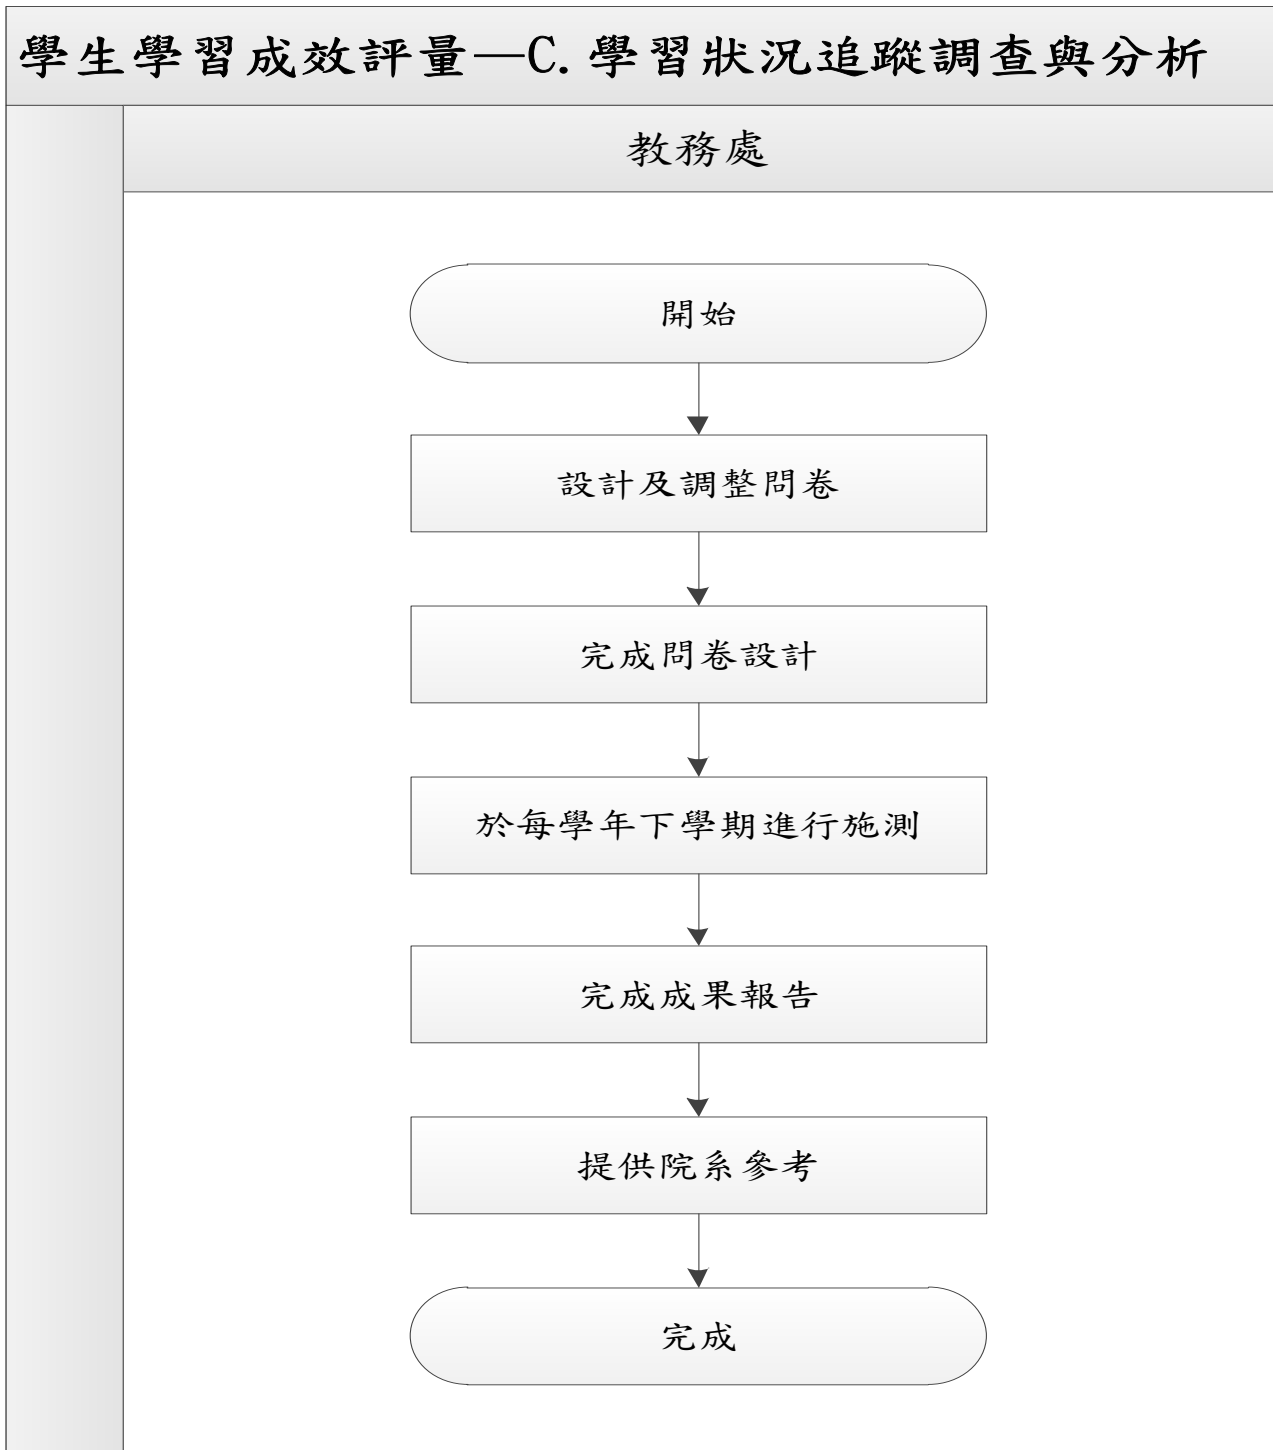 學生學習成效評量—C. 學習狀況追蹤調查與分析
教務處
開始
設計及調整問卷
完成問卷設計
於每學年下學期進行施測
完成成果報告
提供院系參考
完成